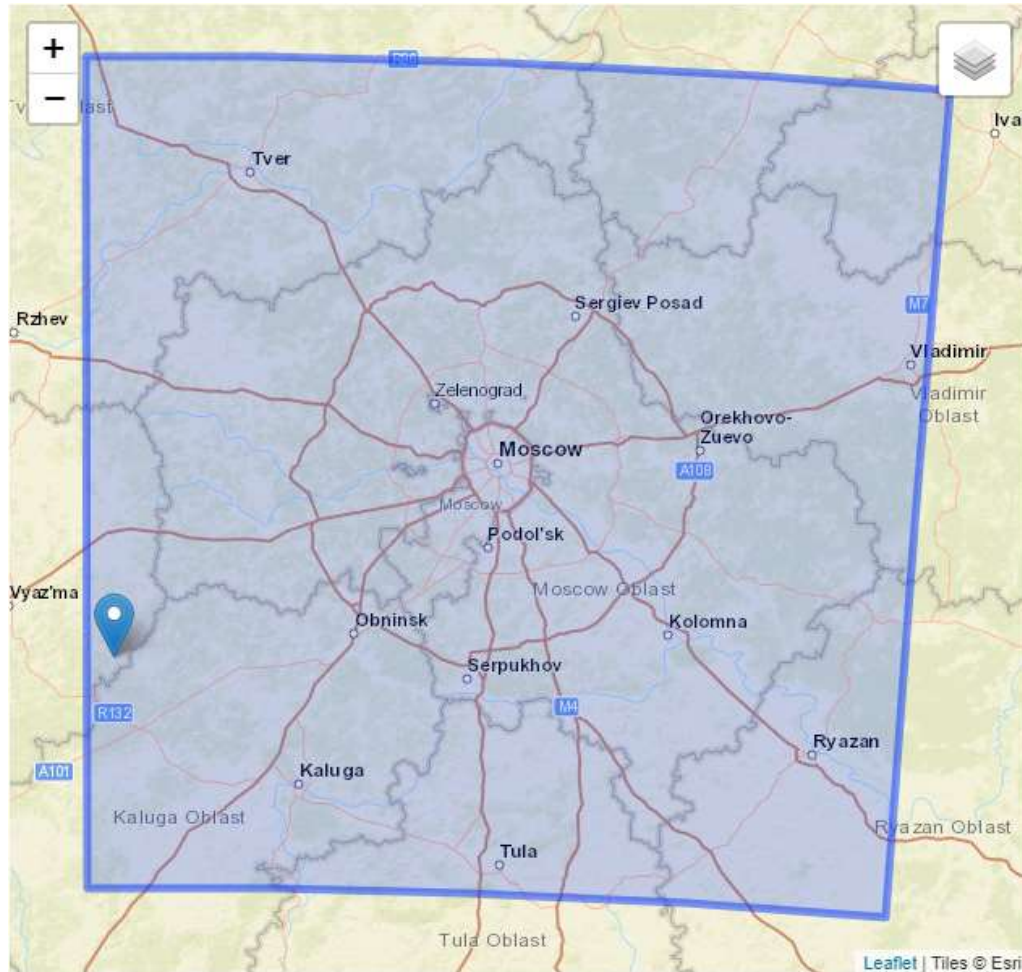 +
−
R90
Tver
Iva
Sergiev Posad
M7
Rzhev
Vladimir
Zelenograd
Vladimir
Oblast
Orekhovo-
Zuevo
Moscow
A108
Moscow
Podol'sk
Vyaz'ma
Moscow Oblast
Obninsk
Kolomna
Serpukhov
R132
M4
Ryazan
A101
Kaluga
Kaluga Oblast
Ryazan Oblast
Tula
Tula Oblast
Leaflet | Tiles © Esri